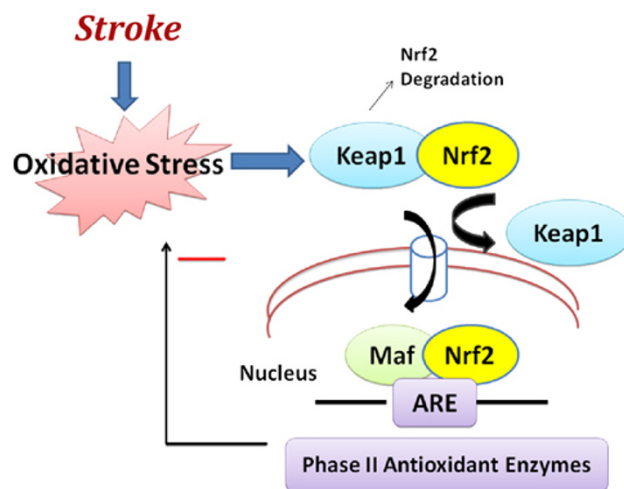 Stroke
Nrf2
Degradation
Oxidative Stress
Keap1
Nrf2
Keap1
Maf
Nrf2
Nucleus
ARE
Phase II Antioxidant Enzymes